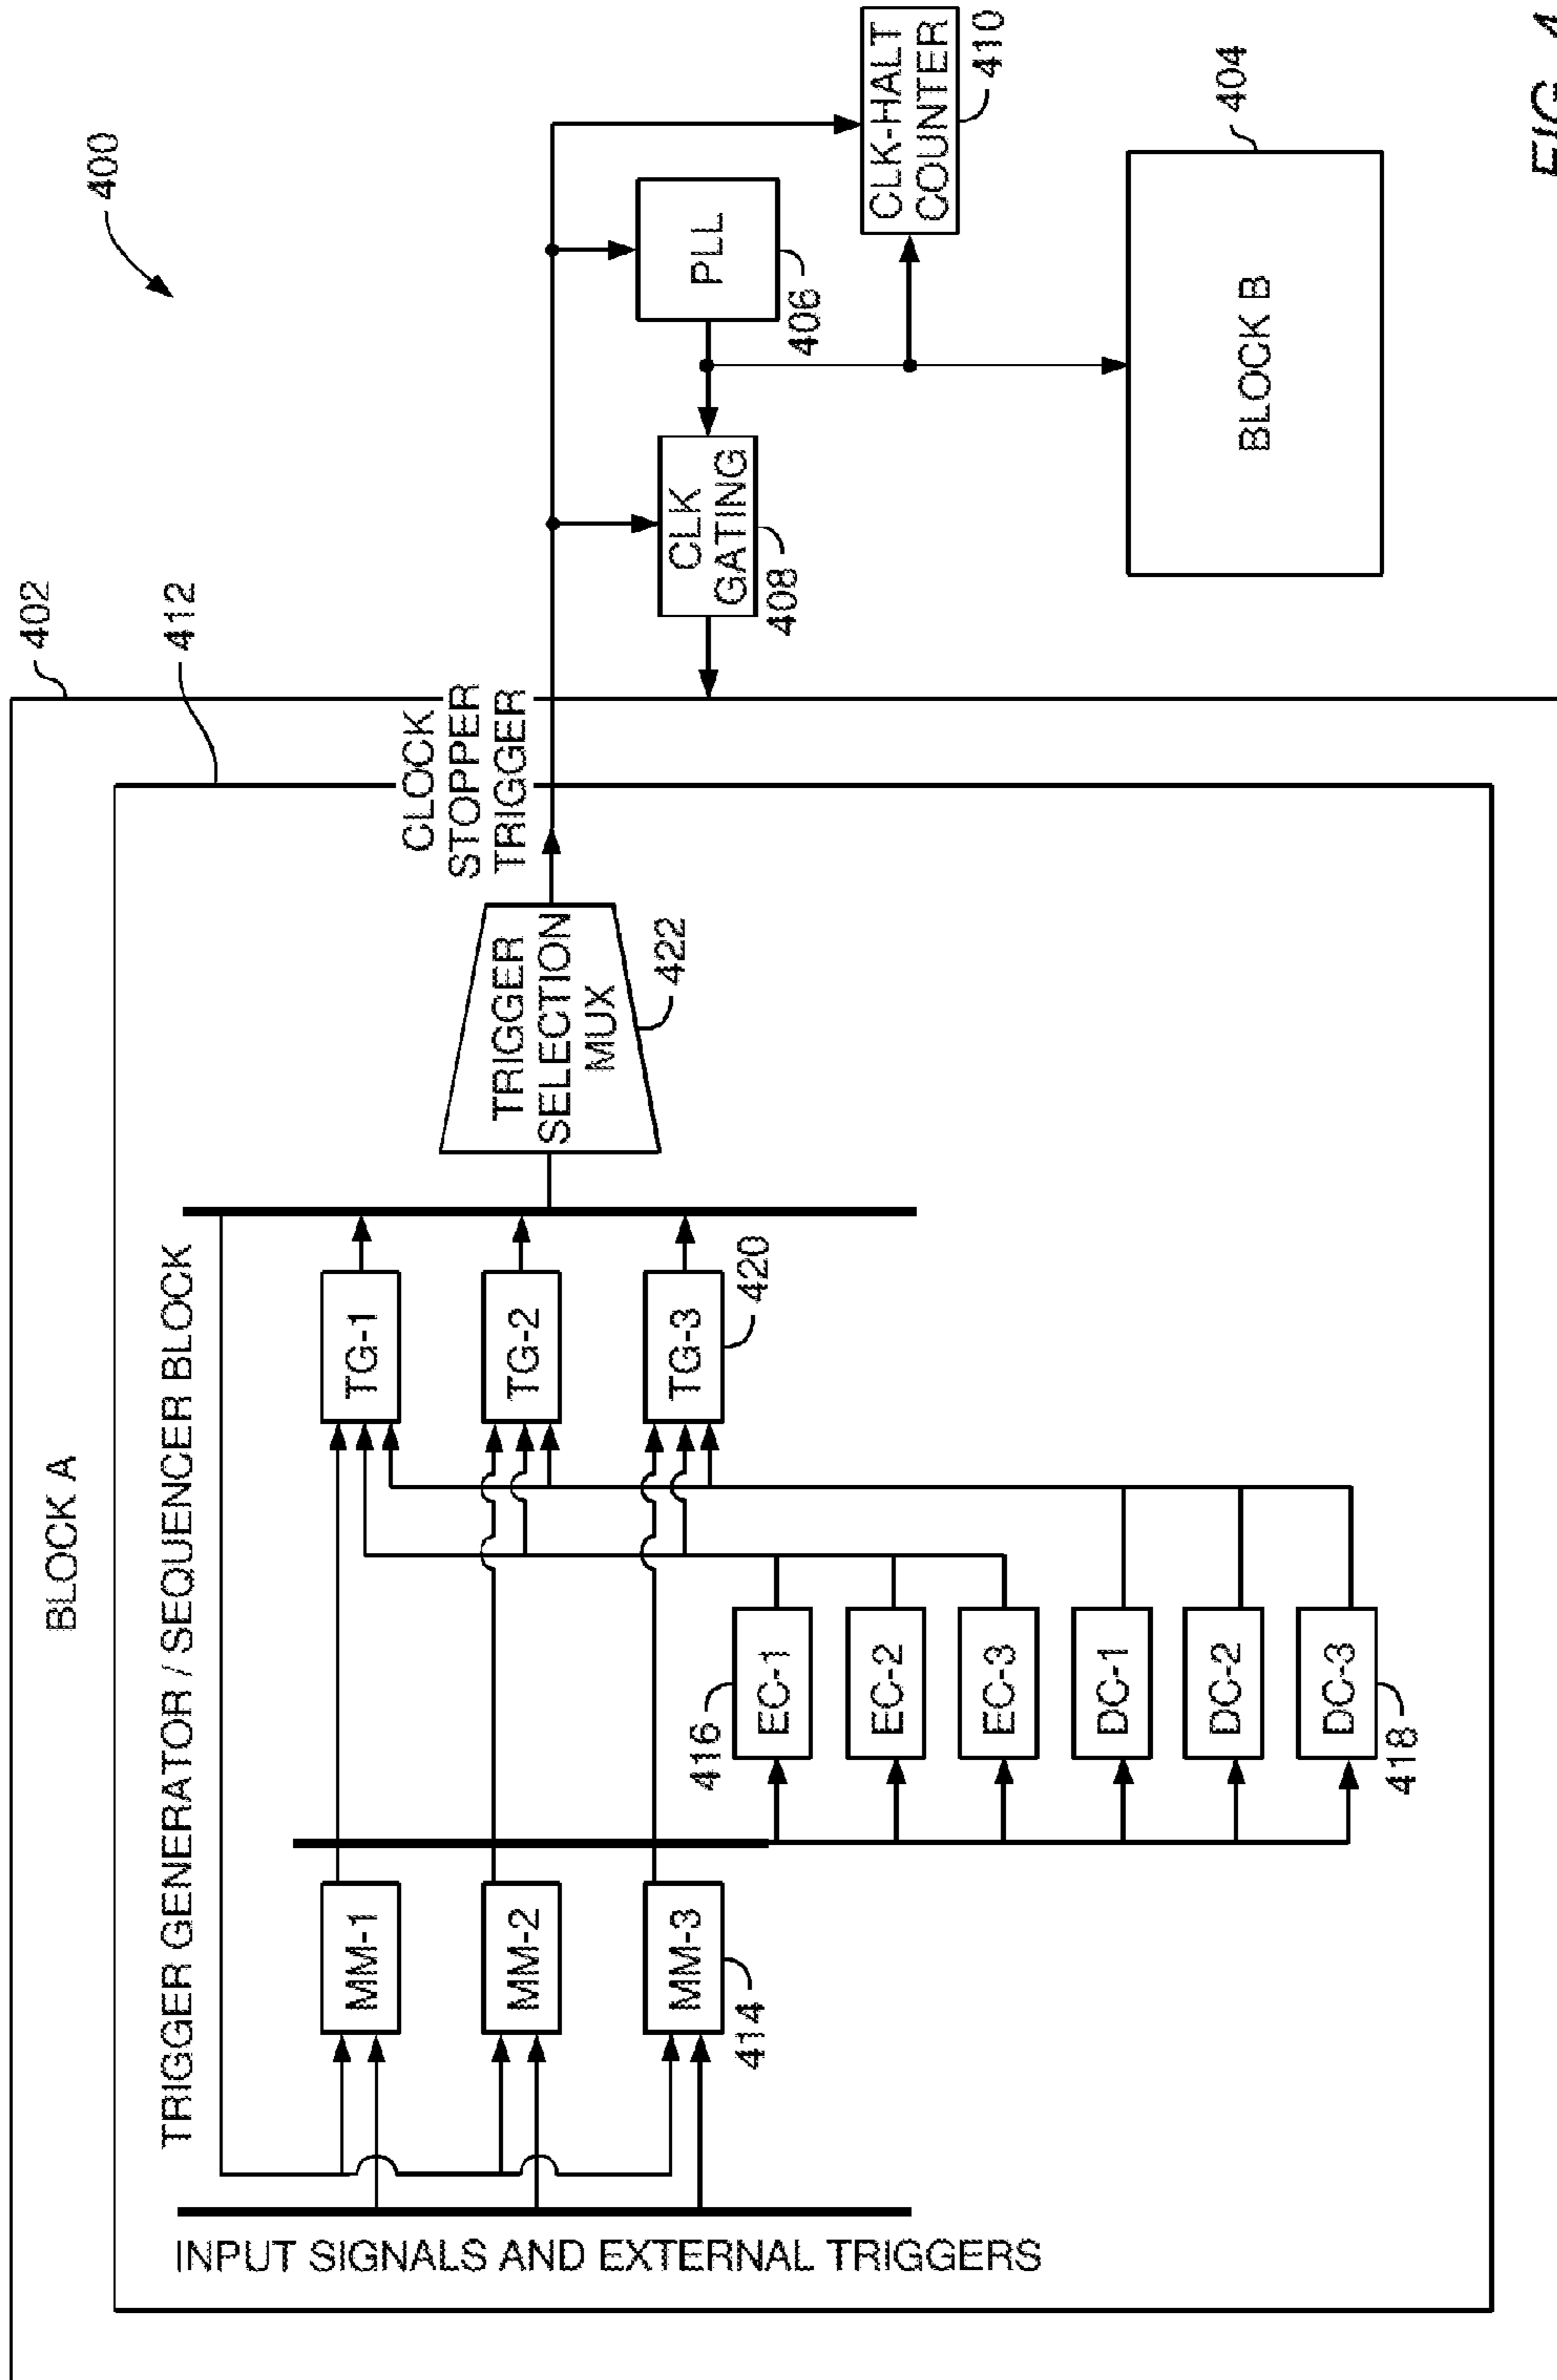 400
402
BLOCK A
412
TRIGGER GENERATOR / SEQUENCER BLOCK
INPUT SIGNALS AND EXTERNAL TRIGGERS
MM-1
MM-2
MM-3
414
416
EC-1
EC-2
EC-3
DC-1
DC-2
DC-3
418
TG-1
TG-2
TG-3
420
TRIGGER
SELECTION
MUX
422
CLOCK
STOPPER
TRIGGER
CLK
GATING
408
PLL
406
CLK-HALT
COUNTER
410
BLOCK B
404
FIG. 4